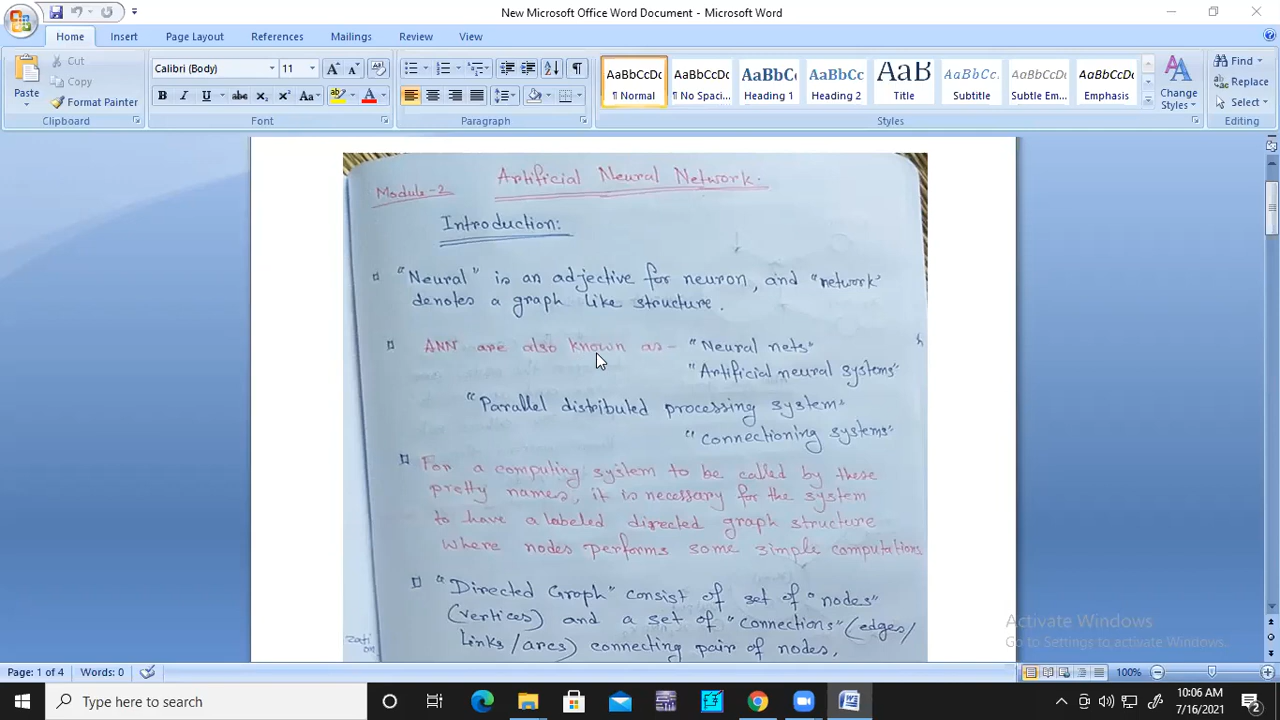 New Microsoft Office Word Document - Microsoft Word
Home Insert Page Layout References Mailings Review View
Paste
Cut
Copy
Format Painter
Clipboard
Calibri (Body) 11
B I U abc x₂ x² Aa
Font
Paragraph
AaBbCcDc AaBbCcDc AaBbCc AaBbCc AaB AaBbCc. AaBbCcDc AaBbCcDc
¶ Normal ¶ No Spaci... Heading 1 Heading 2 Title Subtitle Subtle Em... Emphasis
Styles
Change
Styles
Find
Replace
Select
Editing
Module-2 Artificial Neural Network.
Introduction:
"Neural" is an adjective for neuron, and "network"
denotes a graph like structure.
ANN are also known as - "Neural nets"
"Artificial neural systems"
"Parallel distributed processing systems
"connectioning systems"
For a computing system to be called by these
pretty names, it is necessary for the system
to have a labeled directed graph structure
where nodes performs some simple computations
"Directed Graph" consist of set of "nodes"
(vertices) and a set of "connections" (edges/
links/arcs) connecting pair of nodes,
zati
on
Activate Windows
Go to Settings to activate Windows.
Page: 1 of 4 Words: 0 100%
Type here to search
10:06 AM
7/16/2021
2